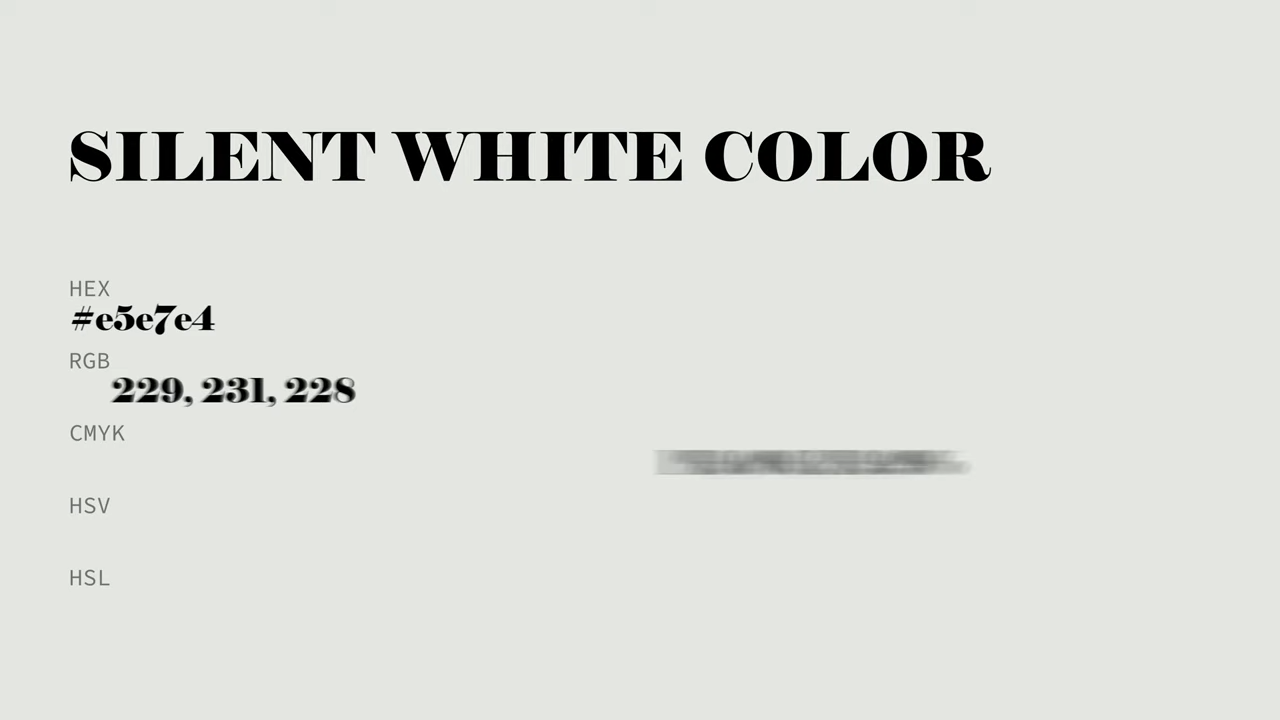 SILENT WHITE COLOR
HEX
#e5e7e4
RGB
229, 231, 228
CMYK
HSV
HSL